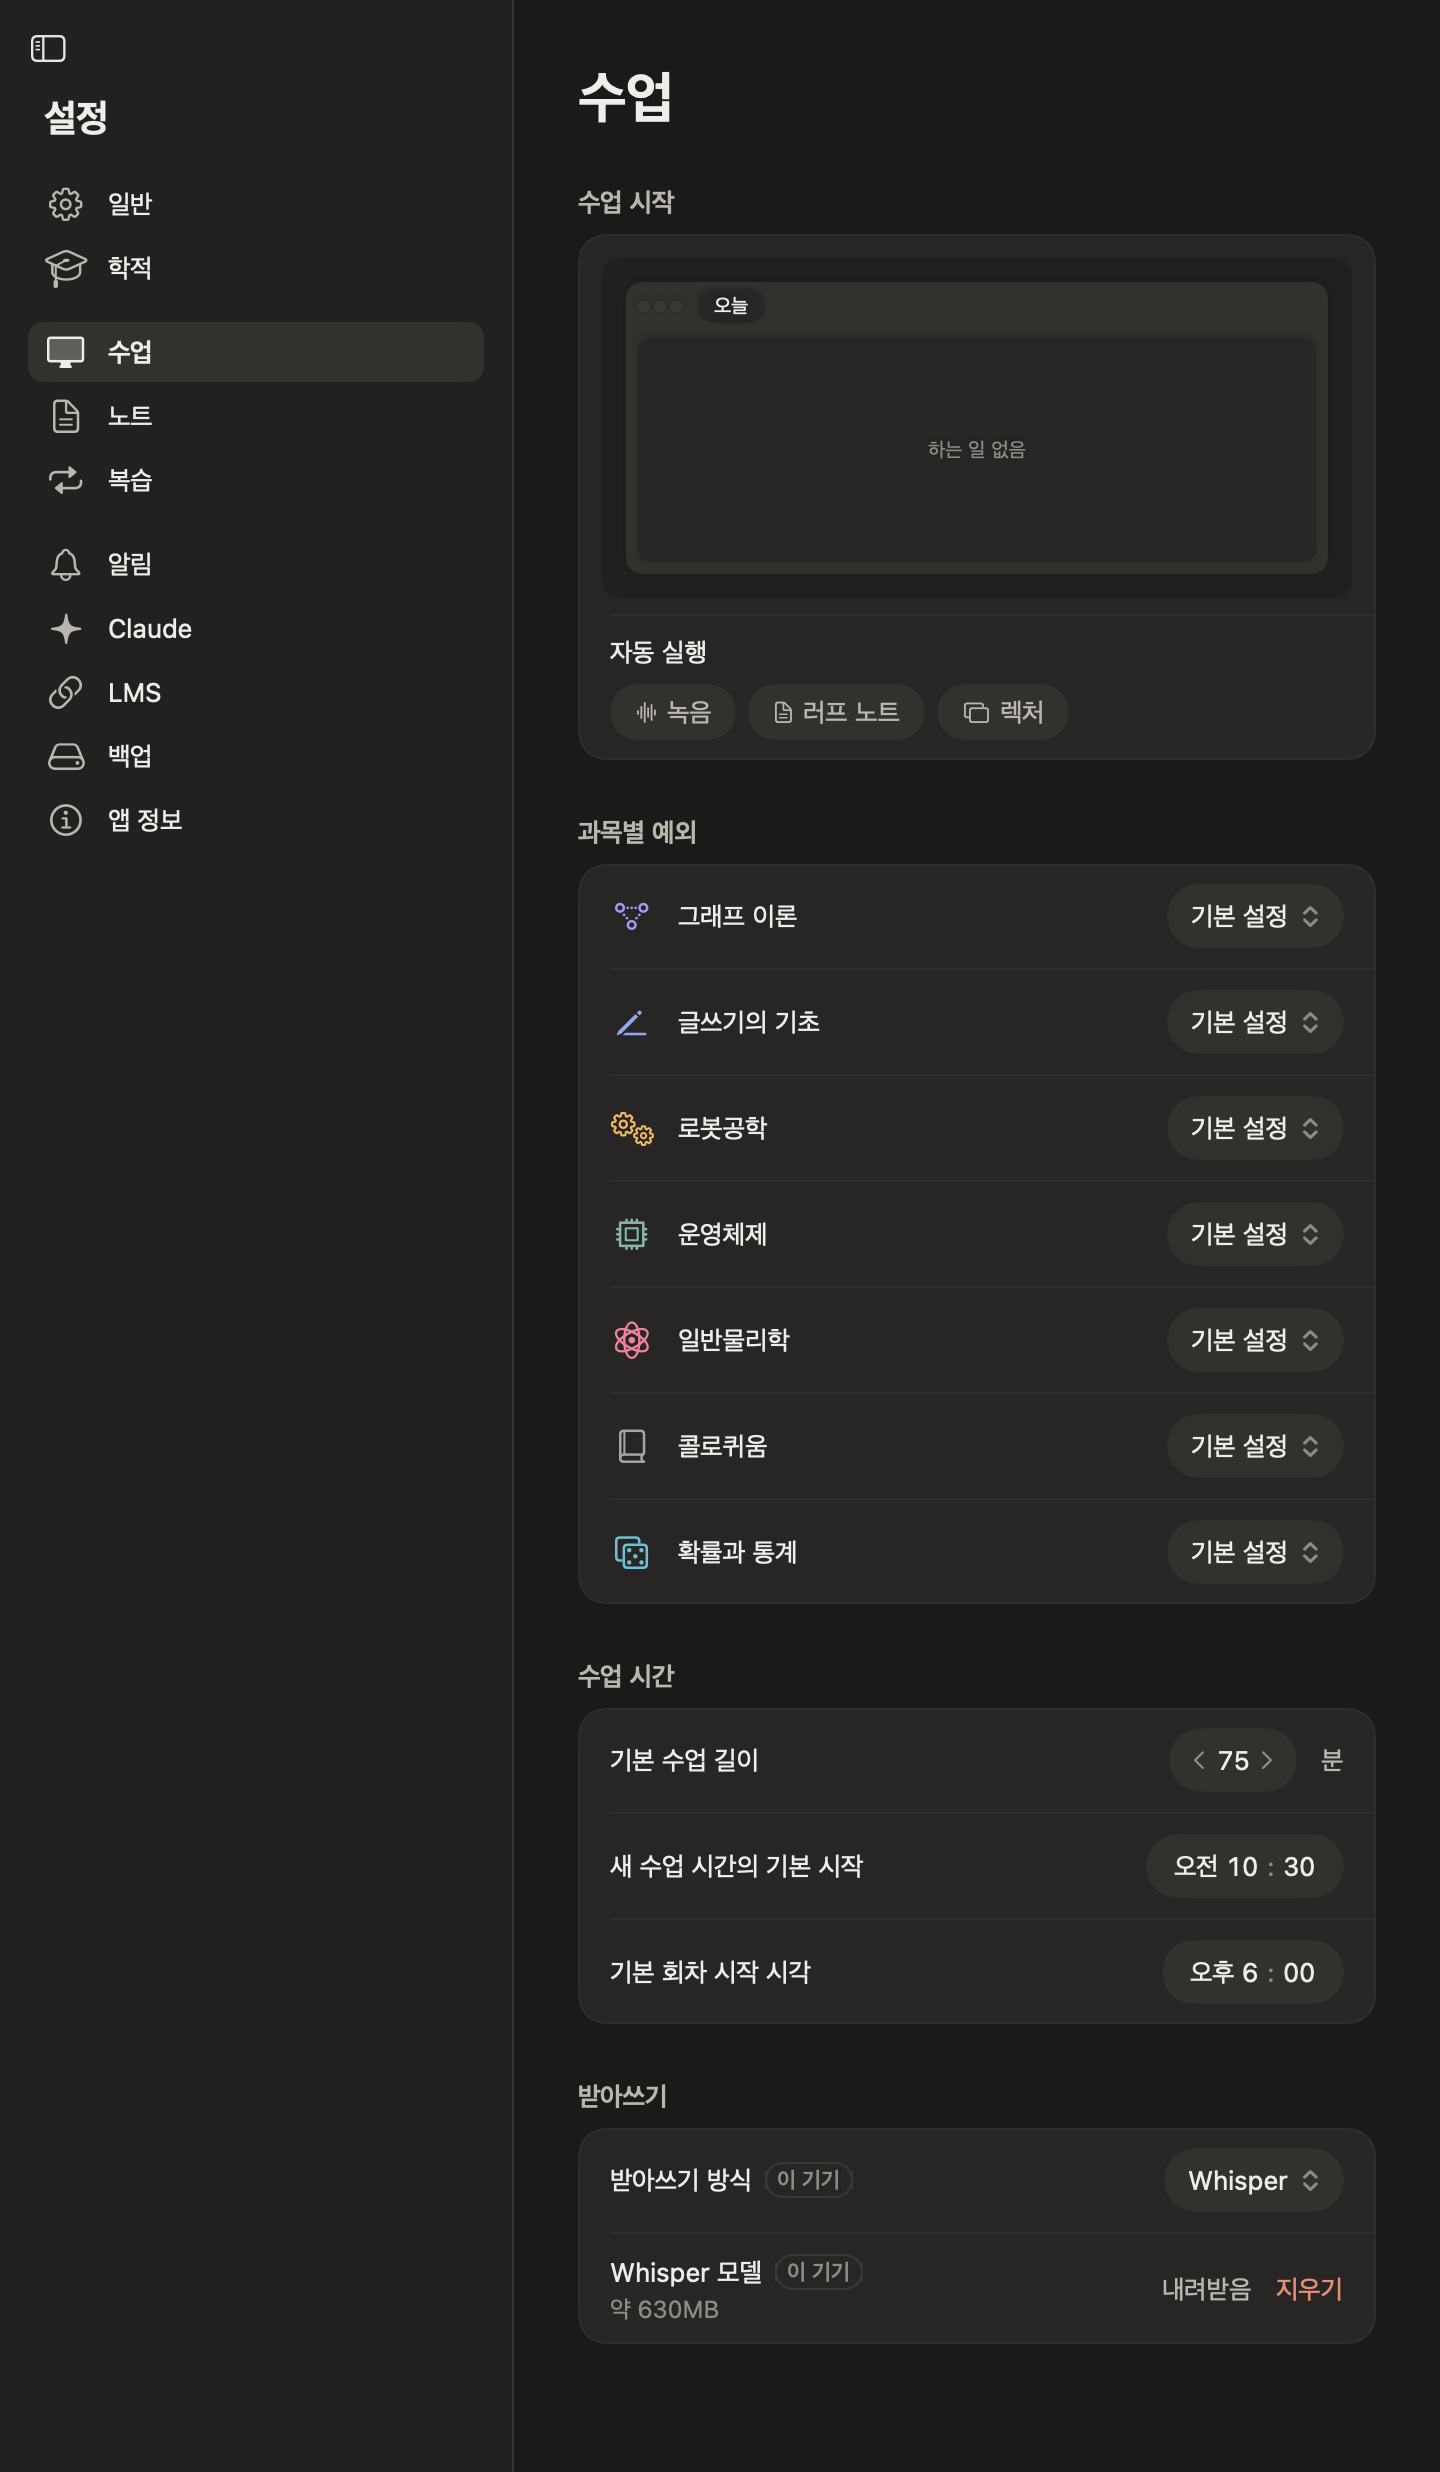 설정
일반
학적
수업
노트
복습
알림
Claude
LMS
백업
앱 정보
수업
수업 시작
오늘
하는 일 없음
자동 실행
녹음 러프 노트 렉처
과목별 예외
그래프 이론 기본 설정
글쓰기의 기초 기본 설정
로봇공학 기본 설정
운영체제 기본 설정
일반물리학 기본 설정
콜로퀴움 기본 설정
확률과 통계 기본 설정
수업 시간
기본 수업 길이 75 분
새 수업 시간의 기본 시작 오전 10 : 30
기본 회차 시작 시각 오후 6 : 00
받아쓰기
받아쓰기 방식 이 기기 Whisper
Whisper 모델 이 기기
약 630MB
내려받음 지우기